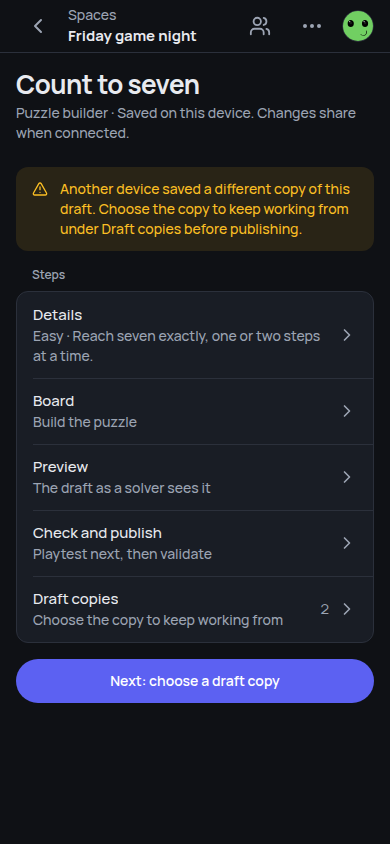 Spaces
Friday game night
Count to seven
Puzzle builder · Saved on this device. Changes share
when connected.
Another device saved a different copy of this
draft. Choose the copy to keep working from
under Draft copies before publishing.
Steps
Details
Easy · Reach seven exactly, one or two steps
at a time.
Board
Build the puzzle
Preview
The draft as a solver sees it
Check and publish
Playtest next, then validate
Draft copies
Choose the copy to keep working from
2
Next: choose a draft copy